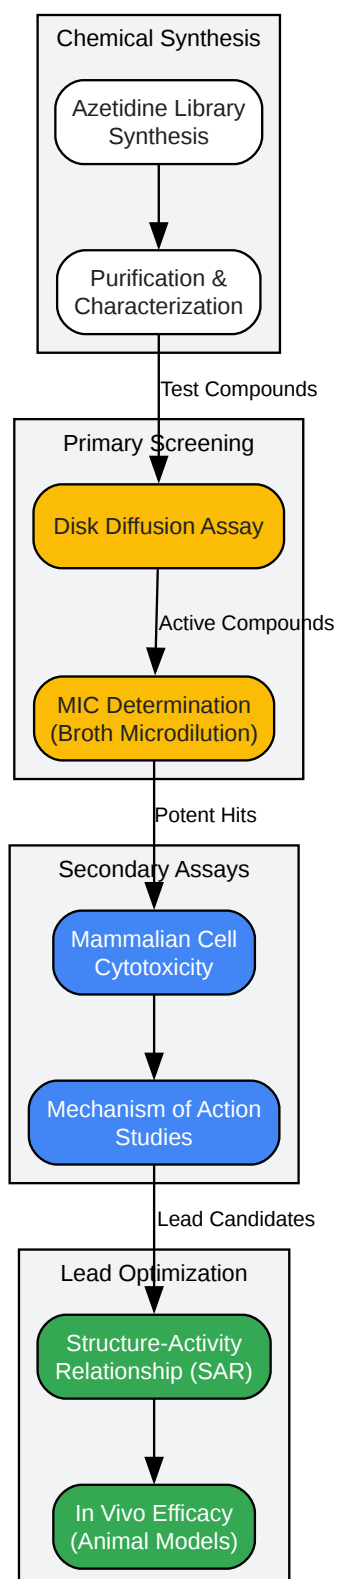 Chemical Synthesis
Azetidine Library
Synthesis
Purification &
Characterization
Test Compounds
Primary Screening
Disk Diffusion Assay
Active Compounds
MIC Determination
(Broth Microdilution)
Potent Hits
Secondary Assays
Mammalian Cell
Cytotoxicity
Mechanism of Action
Studies
Lead Candidates
Lead Optimization
Structure-Activity
Relationship (SAR)
In Vivo Efficacy
(Animal Models)